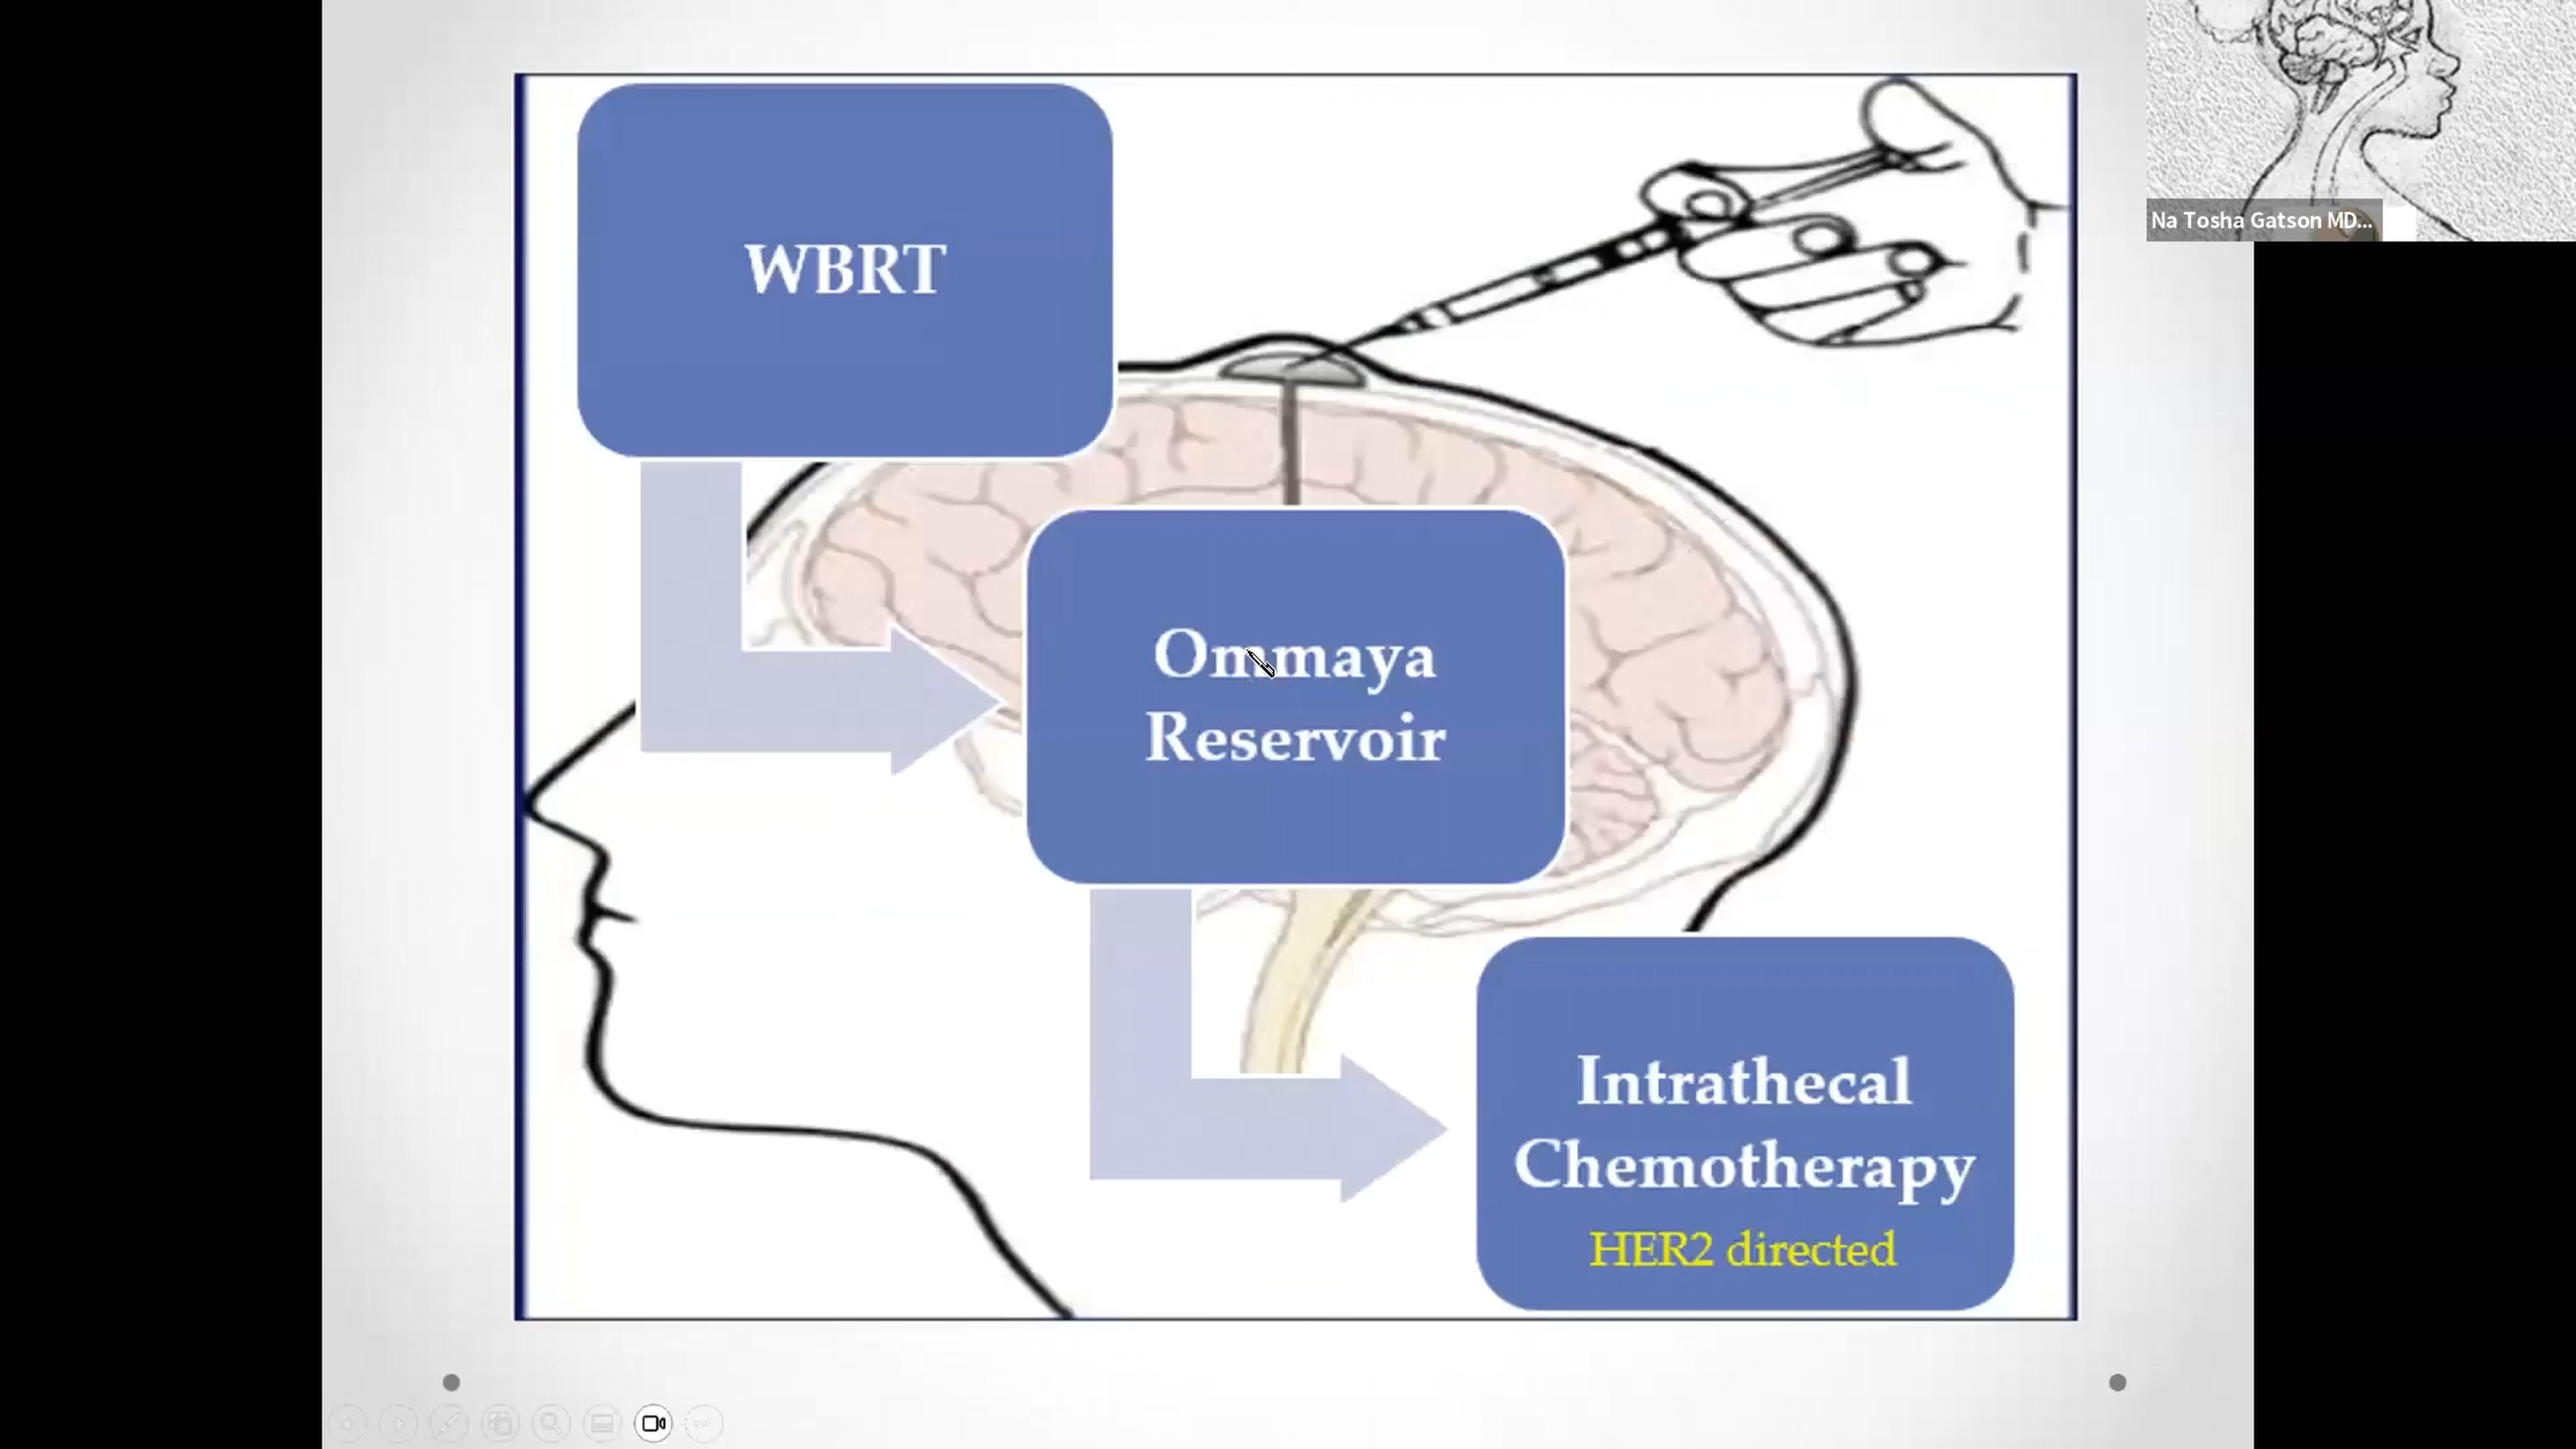 WBRT
Na Tosha Gatson MD...
Ommaya
Reservoir
Intrathecal
Chemotherapy
HER2 directed